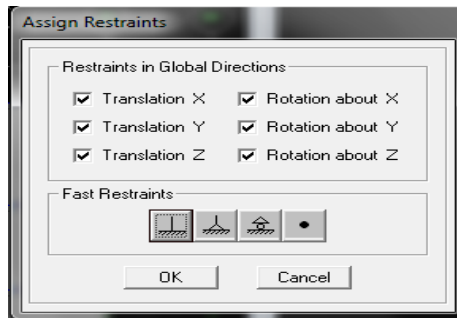 Assign Restraints
Restraints in Global Directions
Translation X Rotation about X
Translation Y Rotation about Y
Translation Z Rotation about Z
Fast Restraints
OK Cancel